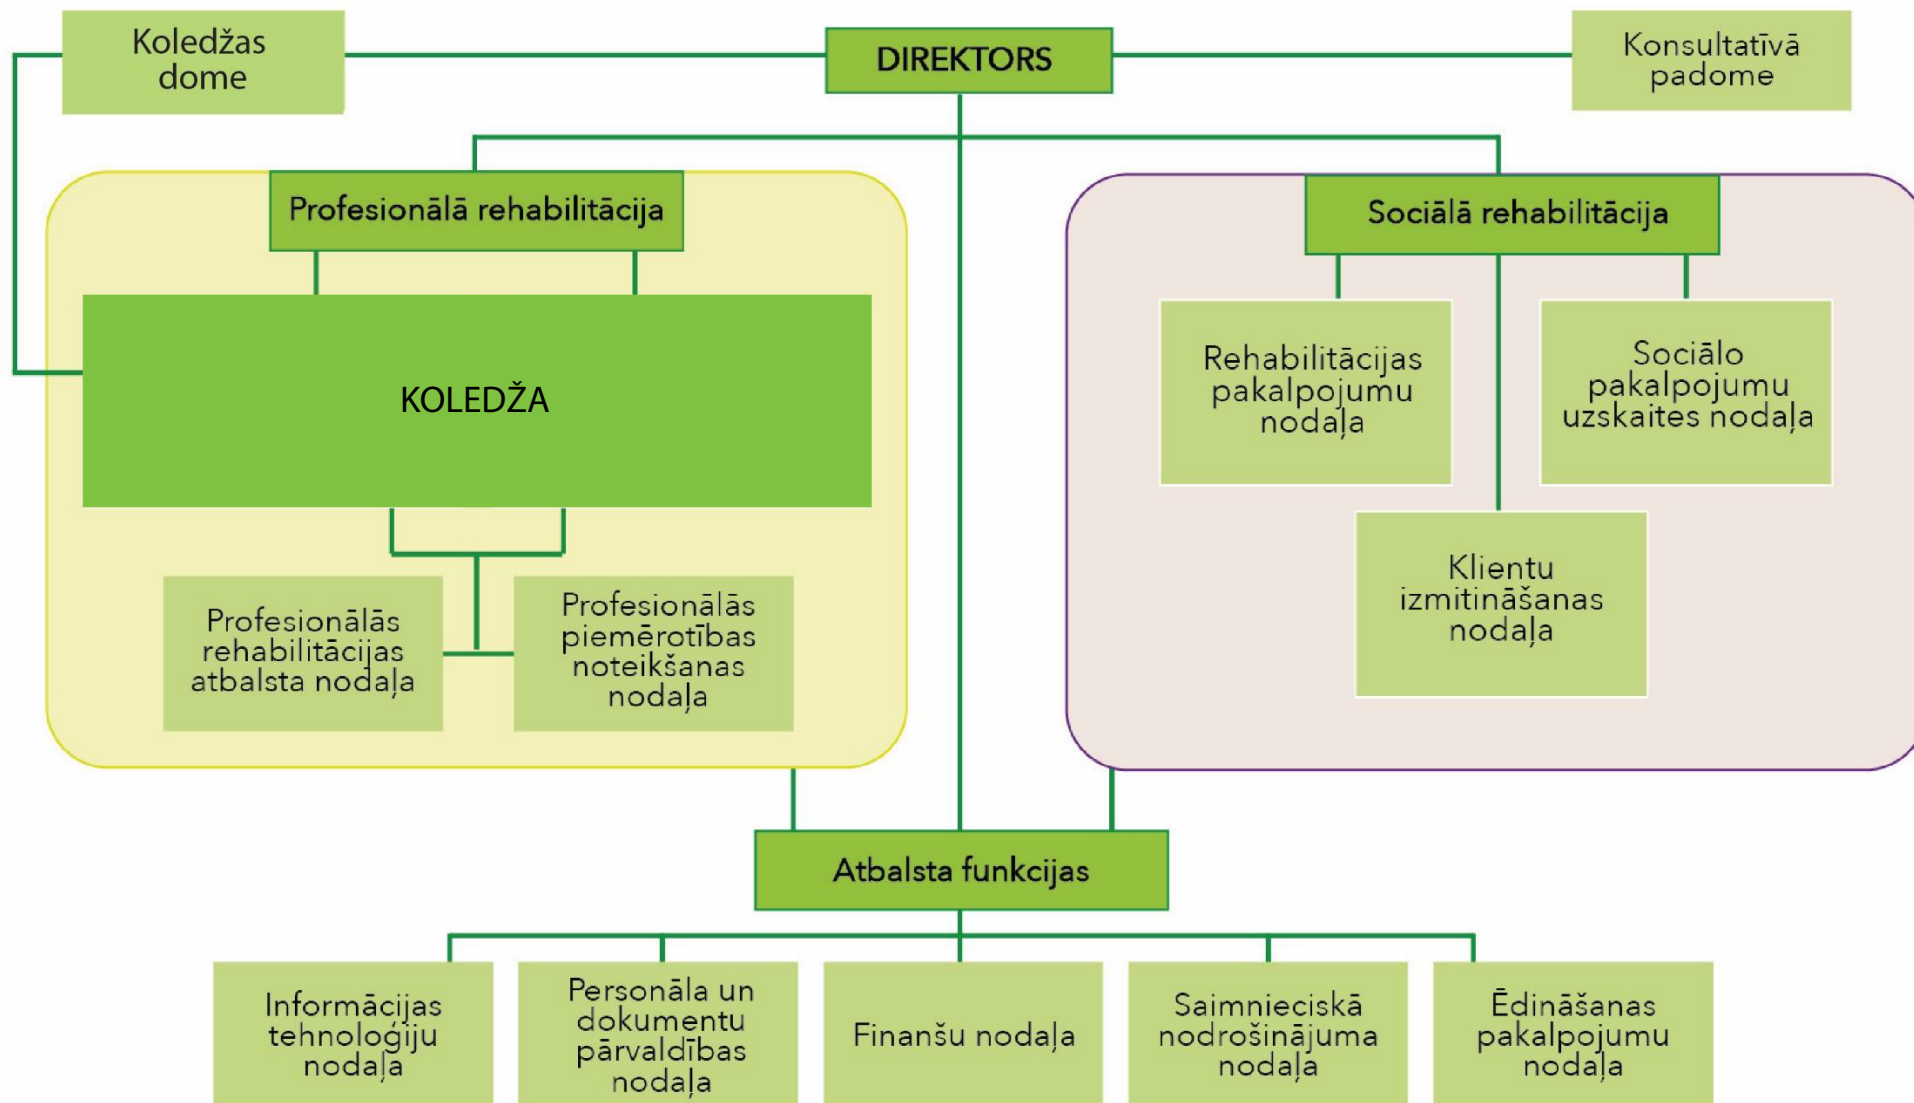 Koledžas
dome
DIREKTORS
Konsultatīvā
padome
Profesionālā rehabilitācija
Sociālā rehabilitācija
KOLEDŽA
Rehabilitācijas
pakalpojumu
nodaļa
Sociālo
pakalpojumu
uzskaites nodaļa
Klientu
izmitināšanas
nodaļa
Profesionālās
rehabilitācijas
atbalsta nodaļa
Profesionālās
piemērotības
noteikšanas
nodaļa
Atbalsta funkcijas
Informācijas
tehnoloģiju
nodaļa
Personāla un
dokumentu
pārvaldības
nodaļa
Finanšu nodaļa
Saimnieciskā
nodrošinājuma
nodaļa
Ēdināšanas
pakalpojumu
nodaļa